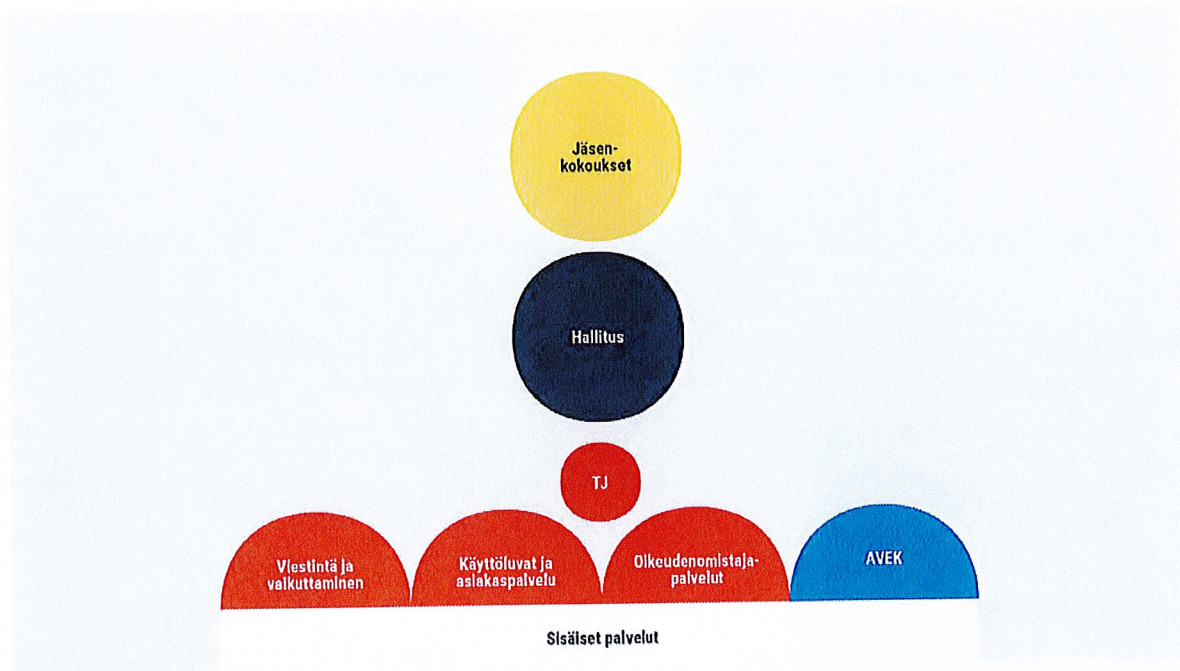 Jäsen-
kokoukset
Hallitus
TJ
Viestintä ja
vaikuttaminen
Käyttöluvat ja
asiakaspalvelu
Oikeudenomistaja-
palvelut
AVEK
Sisäiset palvelut